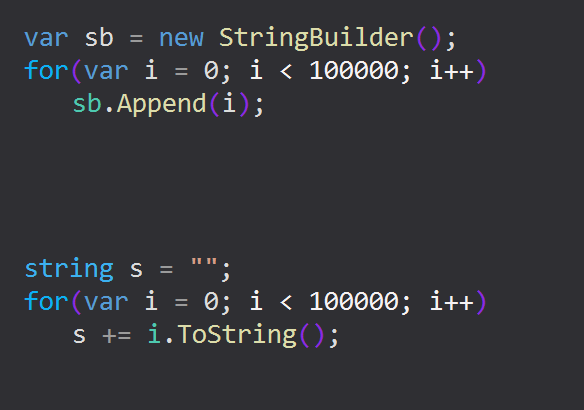 var sb = new StringBuilder();
for(var i = 0; i < 100000; i++)
sb.Append(i);
string s = "";
for(var i = 0; i < 100000; i++)
s += i.ToString();